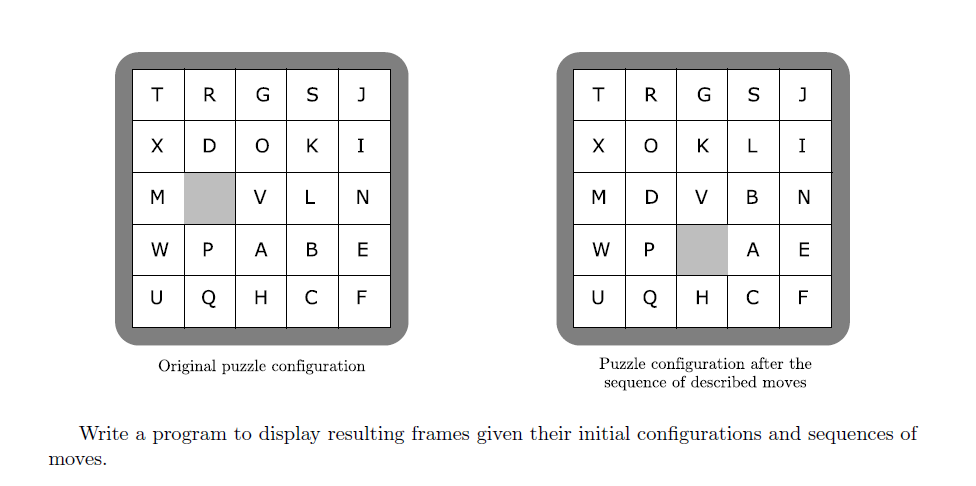 T R G S J
X D O K I
M V L N
W P A B E
U Q H C F
Original puzzle configuration
T R G S J
X O K L I
M D V B N
W P A E
U Q H C F
Puzzle configuration after the
sequence of described moves
Write a program to display resulting frames given their initial configurations and sequences of
moves.